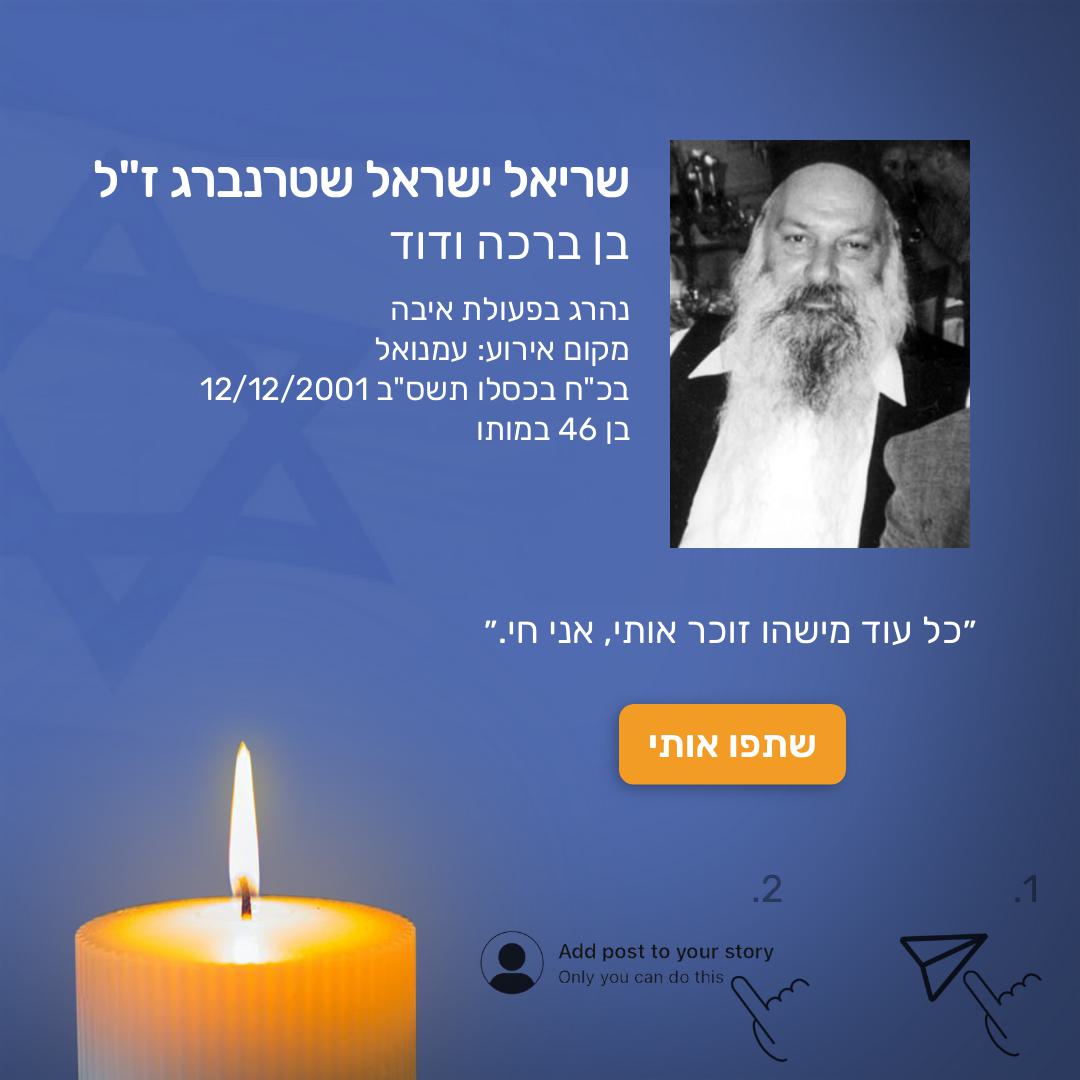 שריאל ישראל שטרנברג ז"ל
בן ברכה ודוד
נהרג בפעולת איבה
מקום אירוע: עמנואל
בכ"ח בכסלו תשס"ב 12/12/2001
בן 46 במותו
״כל עוד מישהו זוכר אותי, אני חי.״
שתפו אותי
1.
2.
Add post to your story
Only you can do this